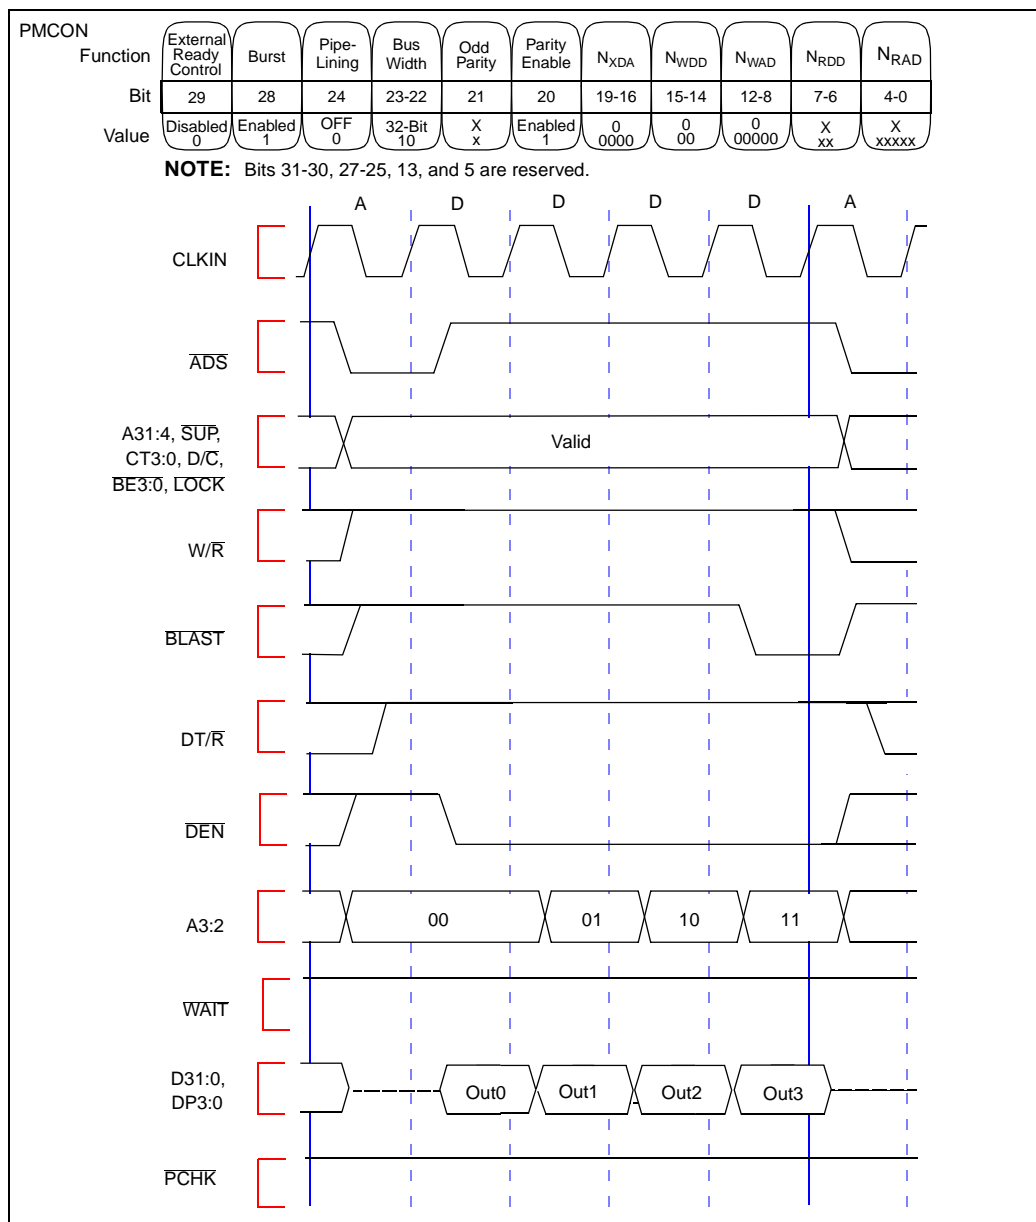 PMCON
Function External Ready Control Burst Pipe-Lining Bus Width Odd Parity Parity Enable NXDA NWDD NWAD NRDD NRAD
Bit 29 28 24 23-22 21 20 19-16 15-14 12-8 7-6 4-0
Value Disabled 0 Enabled 1 OFF 0 32-Bit 10 X x Enabled 1 0 0000 0 00 0 00000 X xx X xxxxx
NOTE: Bits 31-30, 27-25, 13, and 5 are reserved.
A D D D D A
CLKIN
ADS
A31:4, SUP,
CT3:0, D/C,
BE3:0, LOCK
Valid
W/R
BLAST
DT/R
DEN
A3:2 00 01 10 11
WAIT
D31:0,
DP3:0
Out0 Out1 Out2 Out3
PCHK